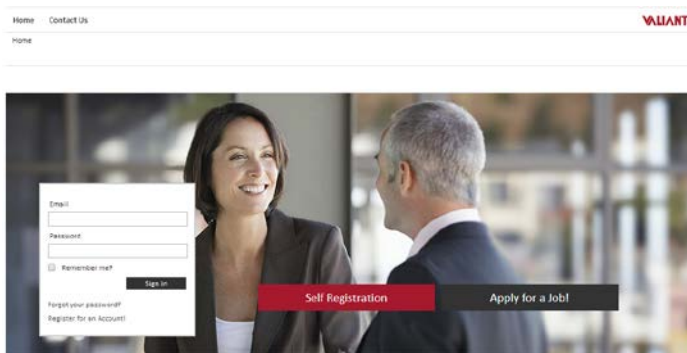 Home Contact Us
VALIANT
Home
Email
Password
Remember me?
Sign in
Forgot your password?
Register for an Account!
Self Registration
Apply for a Job!